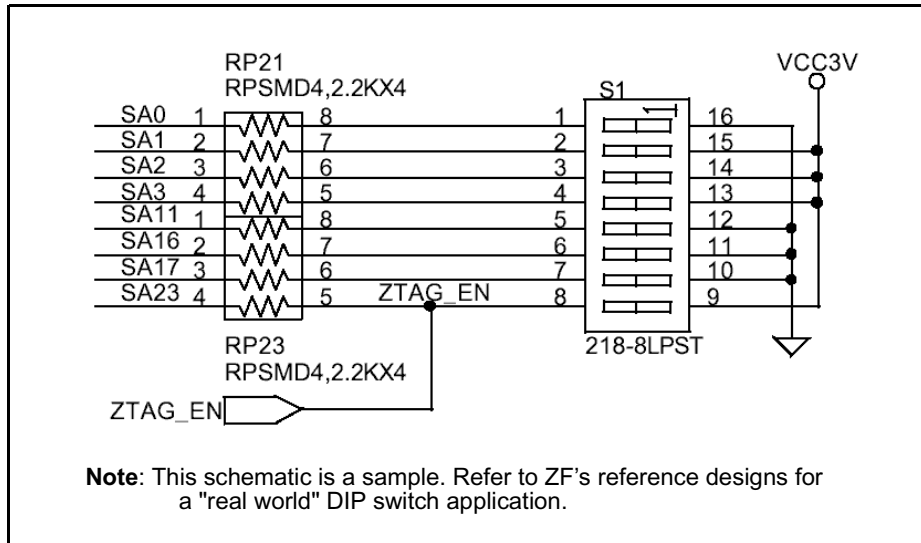 RP21
RPSMD4,2.2KX4
VCC3V
S1
1
SA0 1 8 1 16
SA1 2 7 2 15
SA2 3 6 3 14
SA3 4 5 4 13
SA11 1 8 5 12
SA16 2 7 6 11
SA17 3 6 7 10
SA23 4 5 ZTAG_EN 8 9
RP23
RPSMD4,2.2KX4
218-8LPST
ZTAG_EN
Note: This schematic is a sample. Refer to ZF's reference designs for
a "real world" DIP switch application.